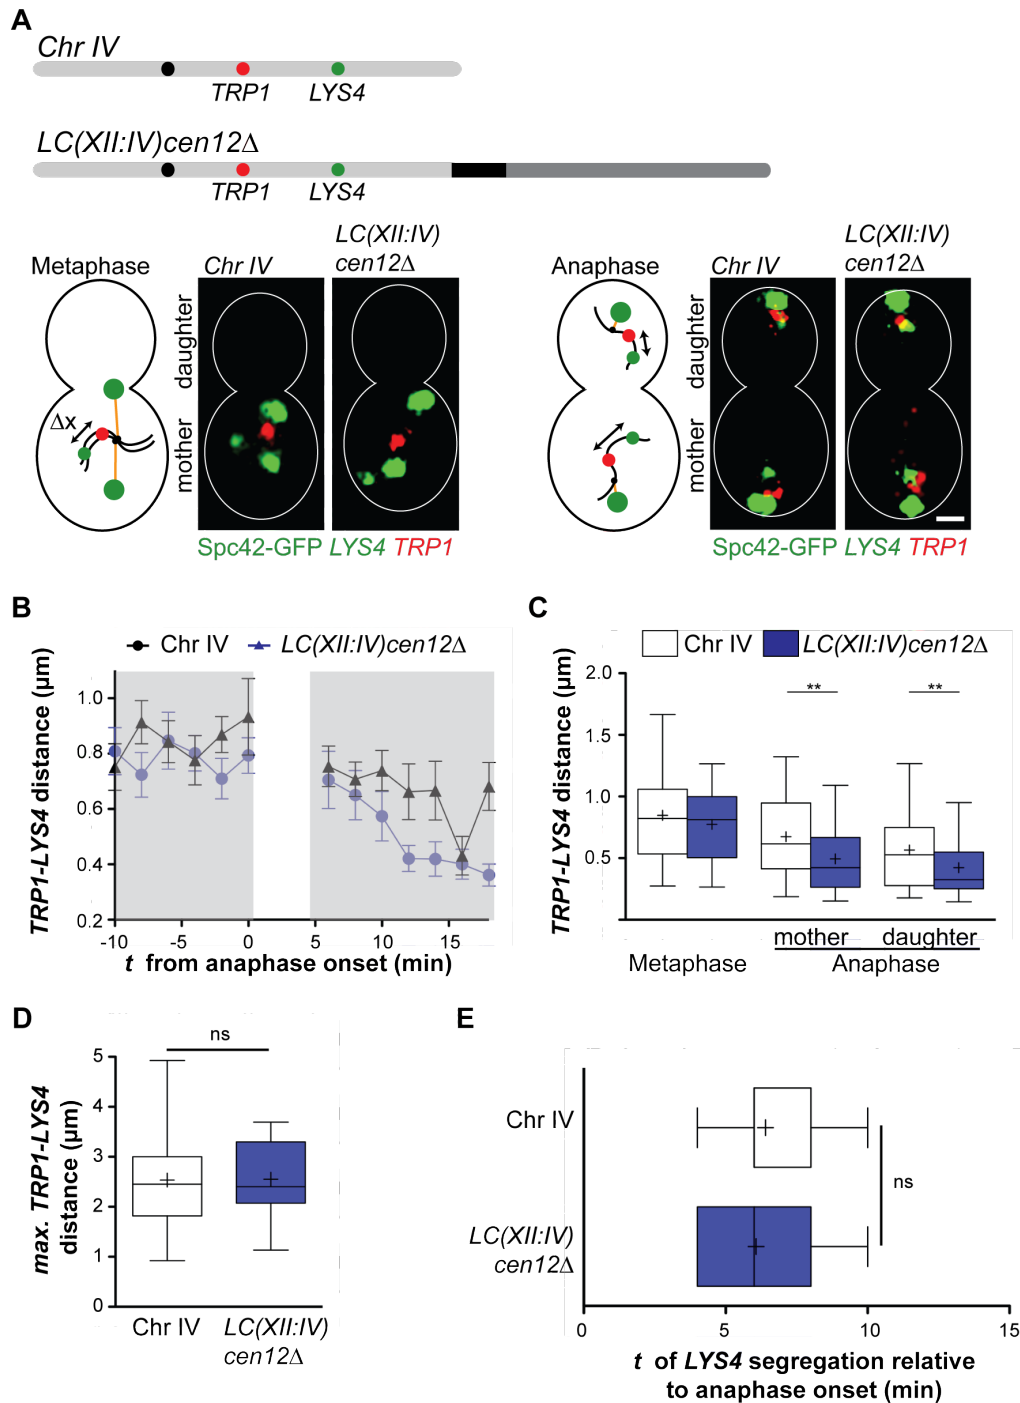 A
Chr IV
TRP1 LYS4
LC(XII:IV)cen12Δ
TRP1 LYS4
Metaphase
Chr IV
LC(XII:IV)
cen12Δ
daughter
mother
Δx
Spc42-GFP LYS4 TRP1
Anaphase
Chr IV
LC(XII:IV)
cen12Δ
daughter
mother
Spc42-GFP LYS4 TRP1
B
Chr IV LC(XII:IV)cen12Δ
TRP1-LYS4 distance (μm)
1.0
0.8
0.6
0.4
0.2
-10 -5 0 5 10 15
t from anaphase onset (min)
C
Chr IV LC(XII:IV)cen12Δ
TRP1-LYS4 distance (μm)
2.0
1.5
1.0
0.5
** **
mother daughter
Metaphase Anaphase
D
ns
max. TRP1-LYS4
distance (μm)
5
4
3
2
1
0
Chr IV LC(XII:IV)
cen12Δ
E
Chr IV
LC(XII:IV)
cen12Δ
ns
0 5 10 15
t of LYS4 segregation relative
to anaphase onset (min)